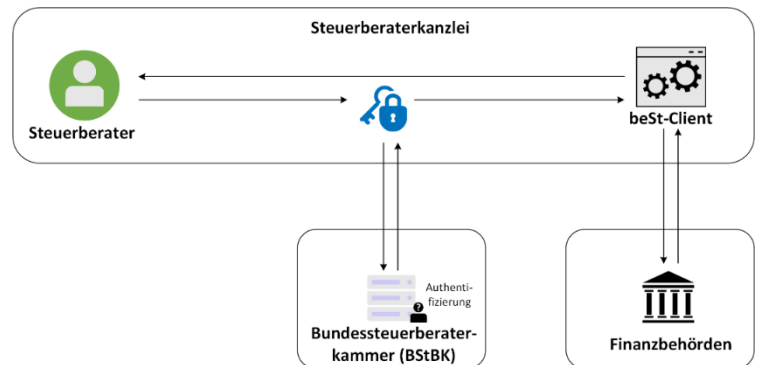 Steuerberaterkanzlei
Steuerberater
beSt-Client
Authenti-
fizierung
?
Bundessteuerberater-
kammer (BStBK)
Finanzbehörden